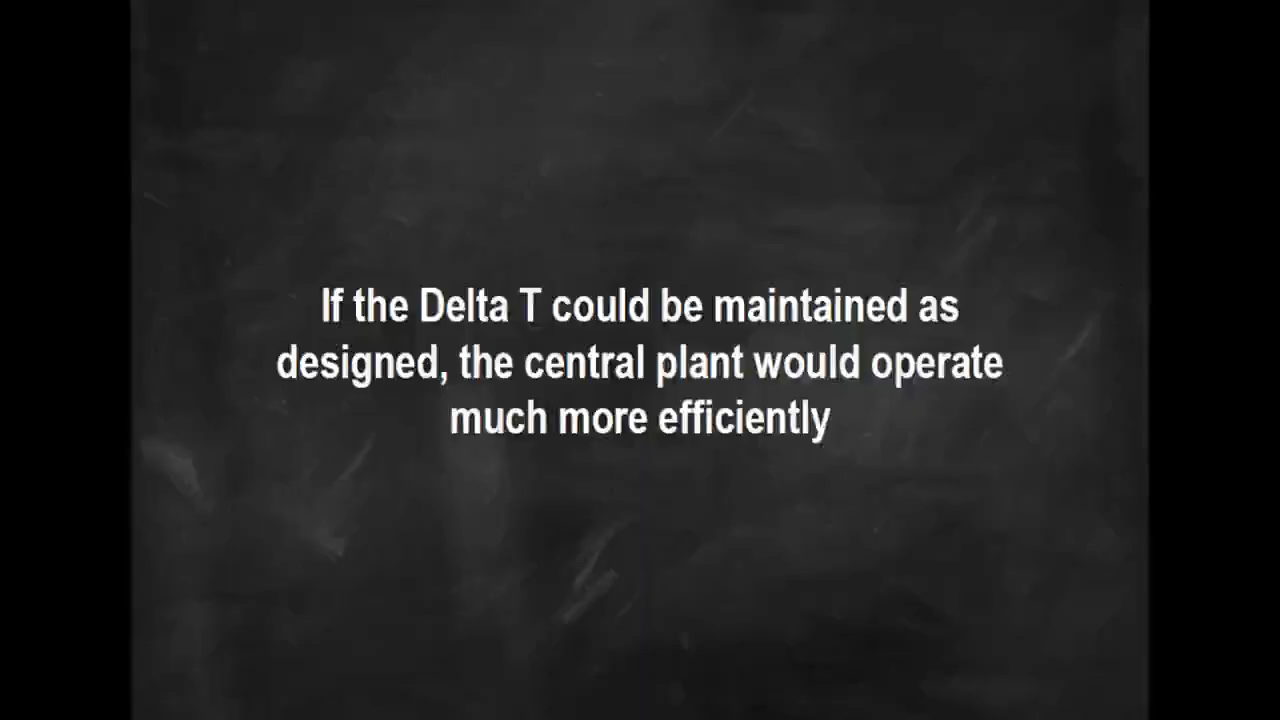 If the Delta T could be maintained as
designed, the central plant would operate
much more efficiently